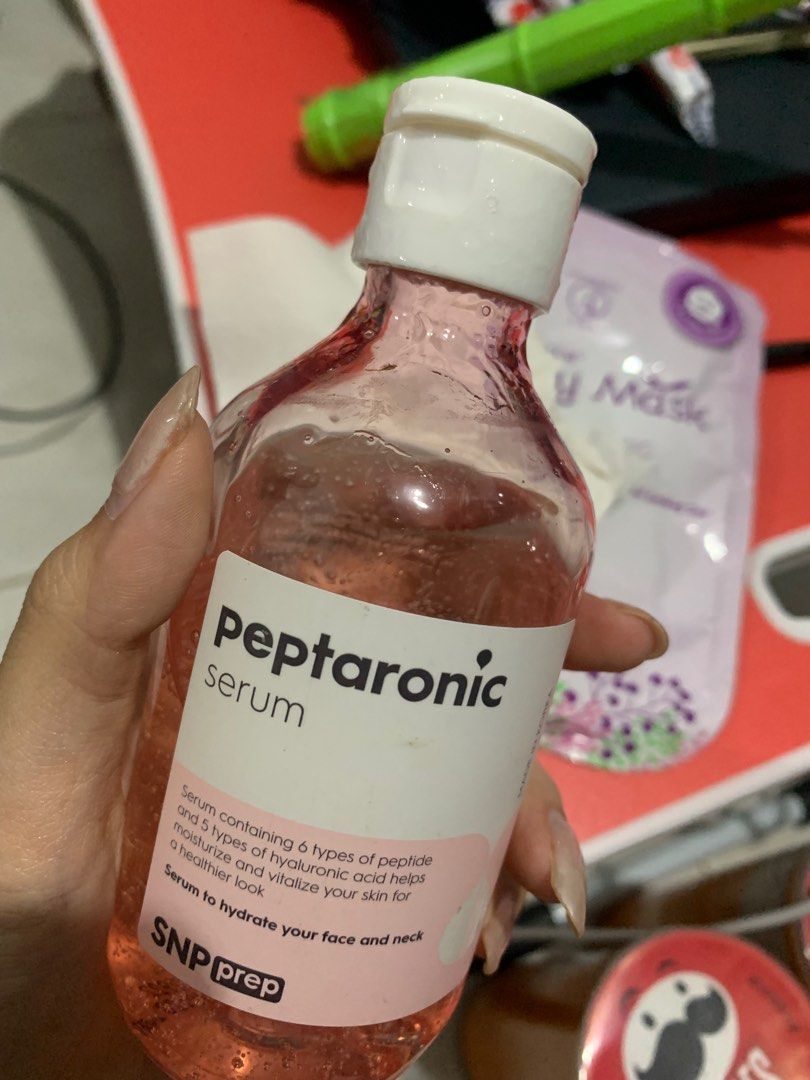 Mask
peptaronic
serum
Serum containing 6 types of peptide
and 5 types of hyaluronic acid helps
moisturize and vitalize your skin for
a healthier look
Serum to hydrate your face and neck
SNP prep